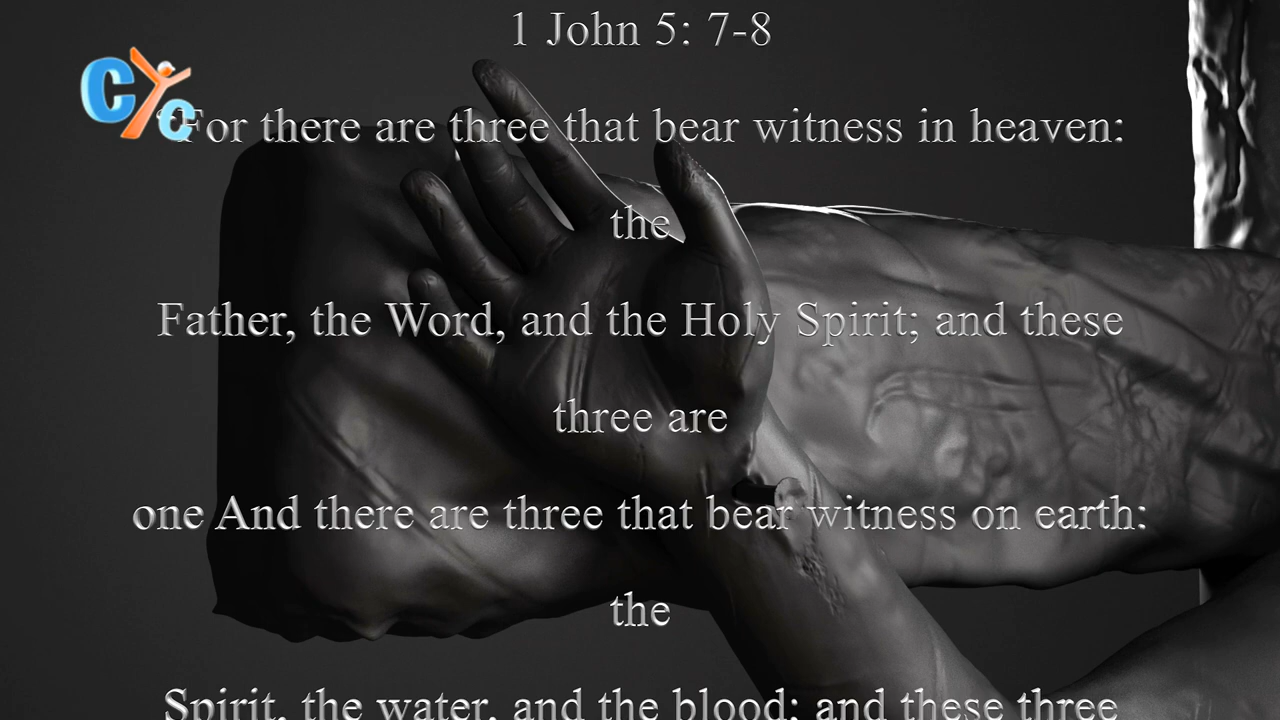 1 John 5: 7-8
CYC
“For there are three that bear witness in heaven:
the
Father, the Word, and the Holy Spirit; and these
three are
one And there are three that bear witness on earth:
the
Spirit, the water, and the blood; and these three